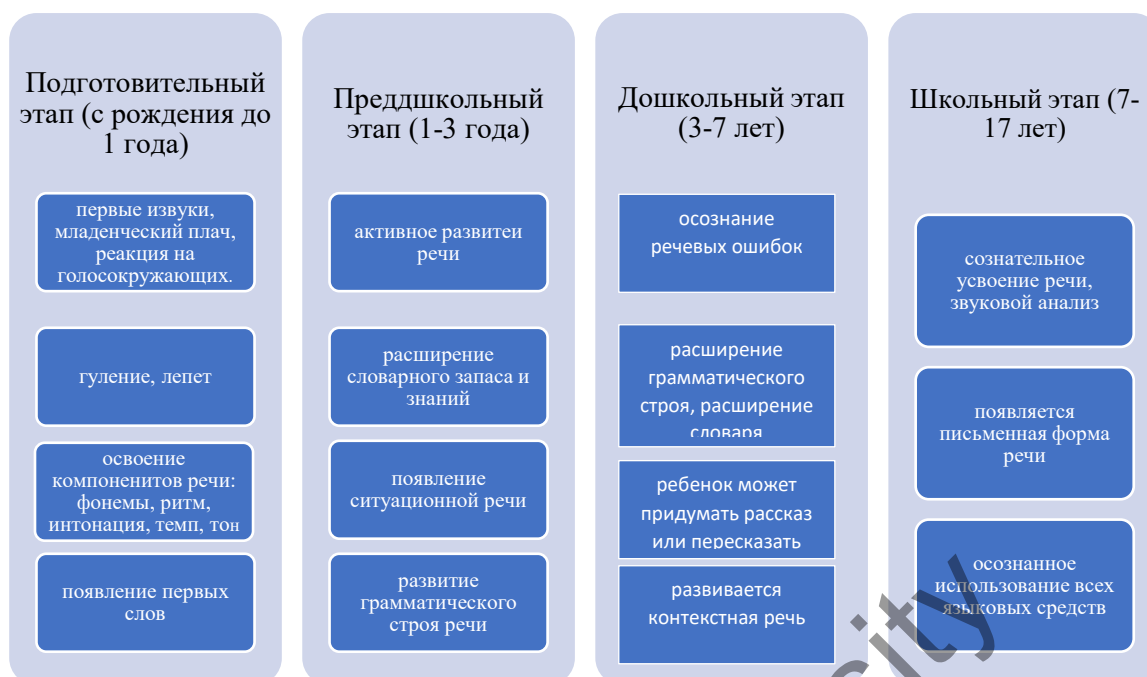 Подготовительный
этап (с рождения до
1 года)
первые извуки,
младенческий плач,
реакция на
голосокружающих.
гуление, лепет
освоение
компоненитов речи:
фонемы, ритм,
интонация, темп, тон
появление первых
слов
Преддшкольный
этап (1-3 года)
активное развитеи
речи
расширение
словарного запаса и
знаний
появление
ситуационной речи
развитие
грамматического
строя речи
Дошкольный этап
(3-7 лет)
осознание
речевых ошибок
расширение
грамматического
строя, расширение
словаря
ребенок может
придумать рассказ
или пересказать
развивается
контекстная речь
Школьный этап (7-
17 лет)
сознательное
усвоение речи,
звуковой анализ
появляется
письменная форма
речи
осознанное
использование всех
языковых средств
sity